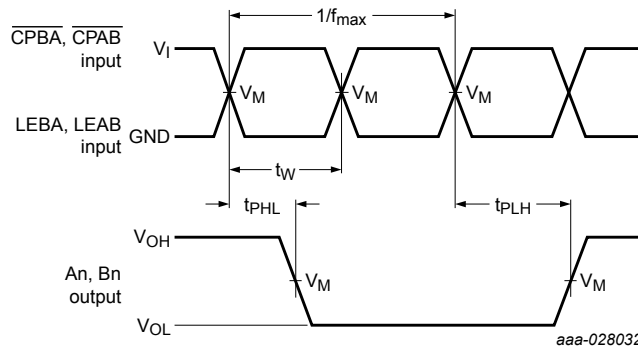 CPBA, CPAB
input
VI
1/fmax
VM
VM
VM
LEBA, LEAB
input
GND
tW
tPHL
tPLH
VOH
An, Bn
output
VM
VM
VOL
aaa-028032